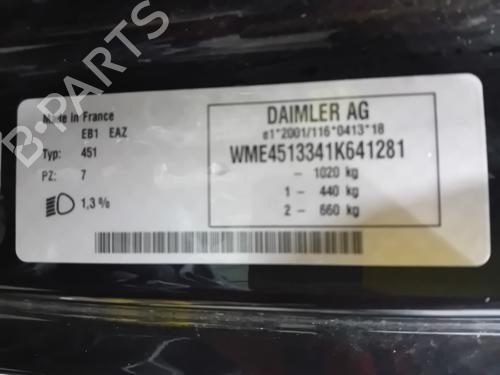 Made in France
EB1 EAZ
Typ: 451
PZ: 7
1,3 %
DAIMLER AG
e1*2001/116*0413*18
WME4513341K641281
- 1020 kg
1 - 440 kg
2 - 660 kg